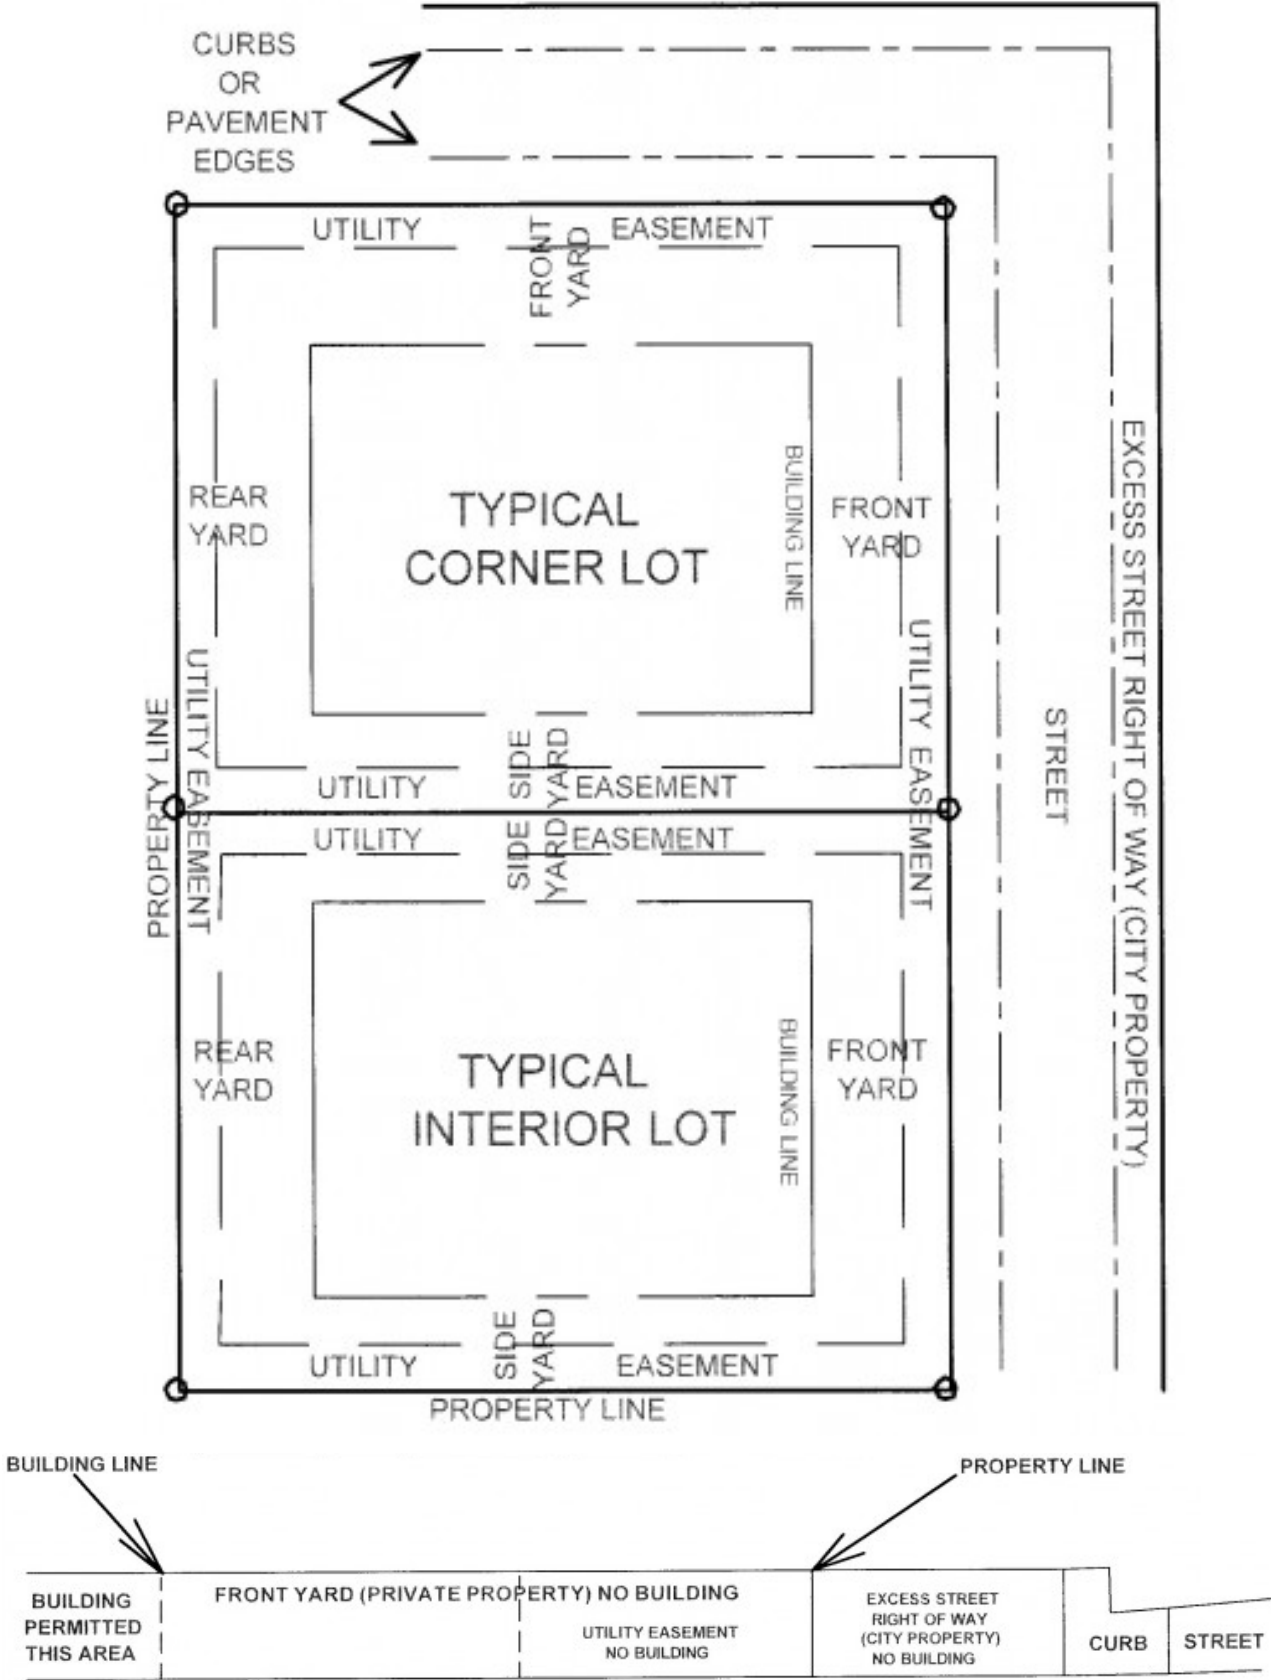 CURBS
OR
PAVEMENT
EDGES
UTILITY EASEMENT
FRONT
YARD
REAR
YARD
TYPICAL
CORNER LOT
BUILDING LINE
FRONT
YARD
EXCESS STREET RIGHT OF WAY (CITY PROPERTY)
UTILITY EASEMENT
UTILITY EASEMENT
PROPERTY LINE
STREET
SIDE
YARD
UTILITY EASEMENT
UTILITY EASEMENT
SIDE
YARD
REAR
YARD
TYPICAL
INTERIOR LOT
BUILDING LINE
FRONT
YARD
SIDE
YARD
UTILITY EASEMENT
PROPERTY LINE
BUILDING LINE
PROPERTY LINE
BUILDING
PERMITTED
THIS AREA
FRONT YARD (PRIVATE PROPERTY) NO BUILDING
UTILITY EASEMENT
NO BUILDING
EXCESS STREET
RIGHT OF WAY
(CITY PROPERTY)
NO BUILDING
CURB
STREET